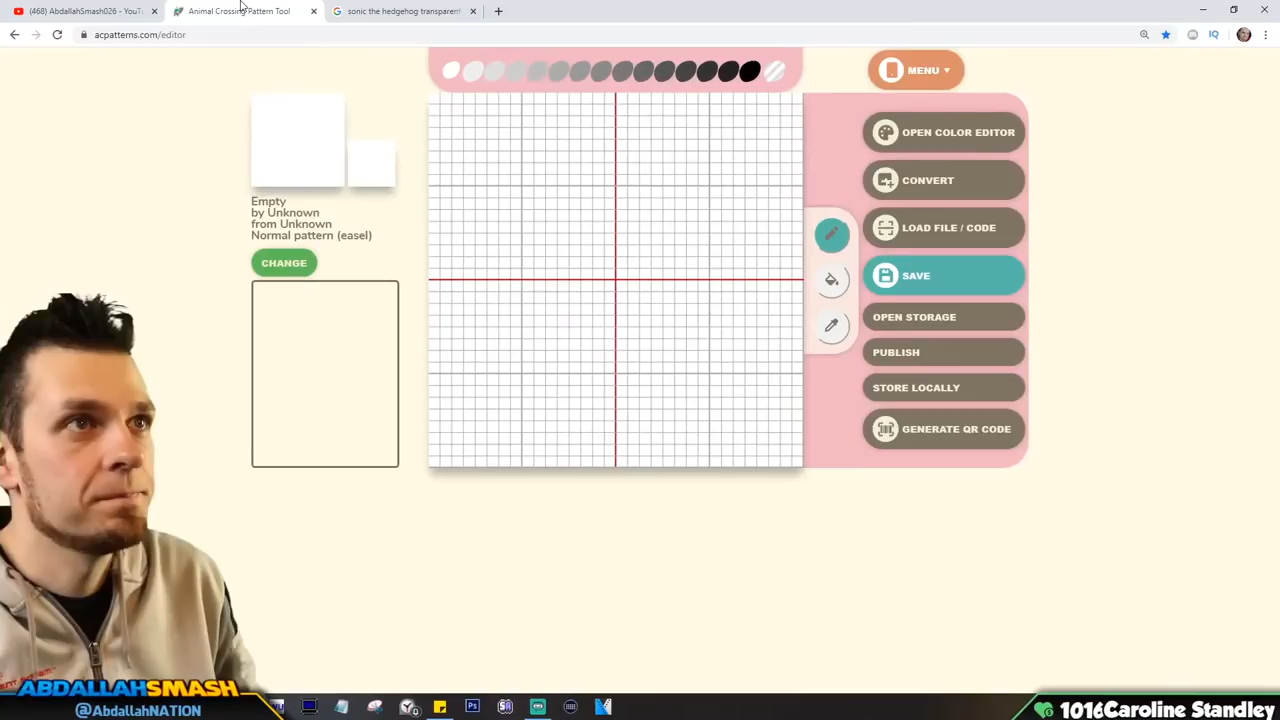 (468) AbdallahSmash026 - YouTu
Animal Crossing Pattern Tool
sonic the hedgehog transparent
acpatterns.com/editor
IQ
MENU
OPEN COLOR EDITOR
CONVERT
LOAD FILE / CODE
SAVE
OPEN STORAGE
PUBLISH
STORE LOCALLY
GENERATE QR CODE
Empty
by Unknown
from Unknown
Normal pattern (easel)
CHANGE
ABDALLAHSMASH
@AbdallahNATION
Ps
1016Caroline Standley